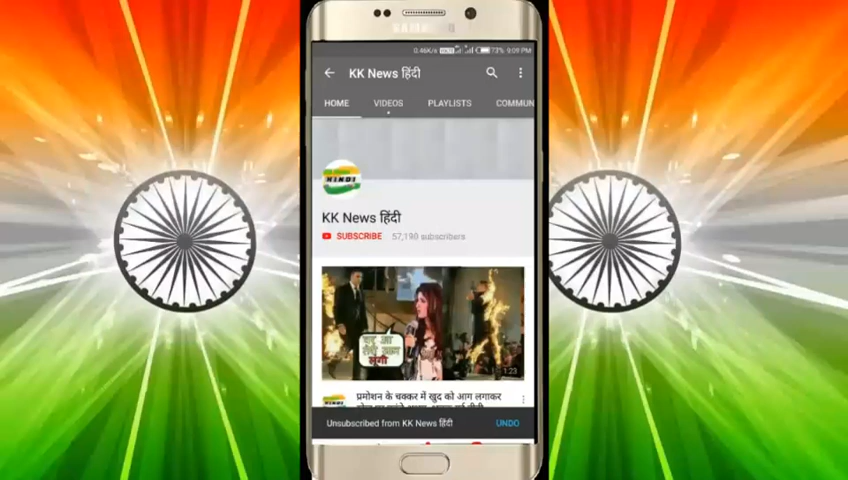 SAMSUNG
0.46K/s 73% 9:09 PM
KK News हिंदी
HOME VIDEOS PLAYLISTS COMMUN
HINDI
KK News हिंदी
SUBSCRIBE 57,190 subscribers
1:23
प्रमोशन के चक्कर में खुद को आग लगाकर
Unsubscribed from KK News हिंदी UNDO